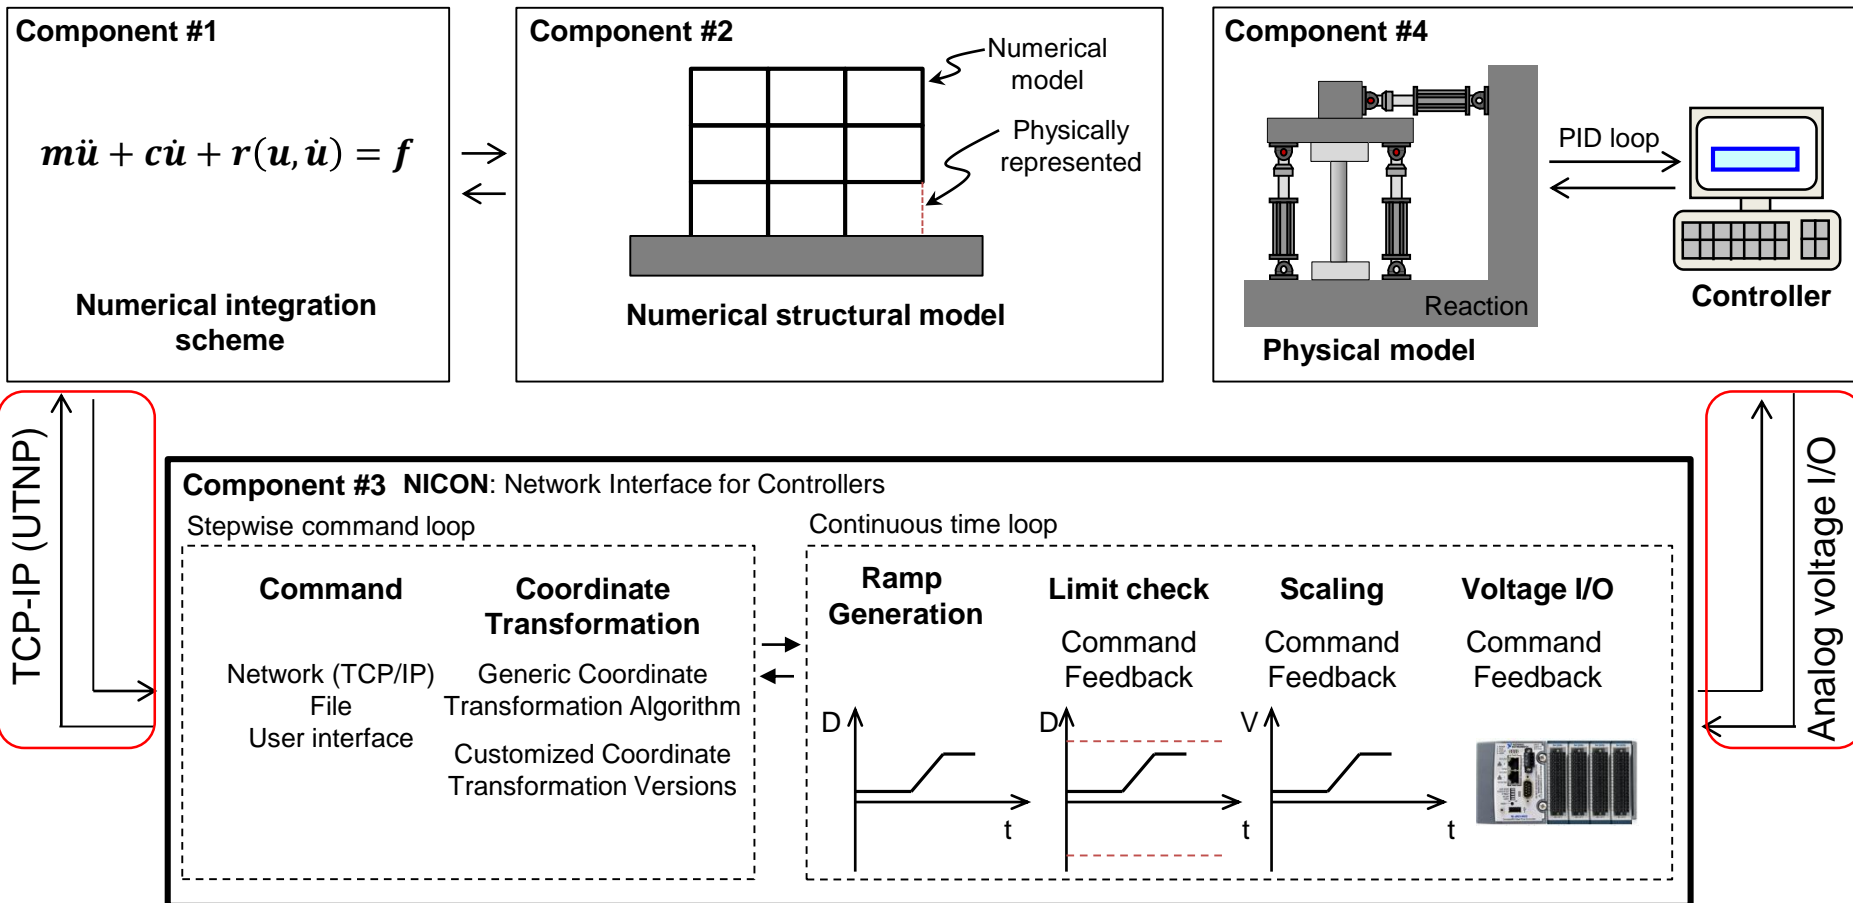 Component #1
m𝑢̈ + c𝑢̇ + r(u, 𝑢̇) = f
Numerical integration
scheme
Component #2
Numerical
model
Physically
represented
Numerical structural model
Component #4
PID loop
Reaction
Physical model
Controller
TCP-IP (UTNP)
Analog voltage I/O
Component #3 NICON: Network Interface for Controllers
Stepwise command loop
Command
Network (TCP/IP)
File
User interface
Coordinate
Transformation
Generic Coordinate
Transformation Algorithm
Customized Coordinate
Transformation Versions
Continuous time loop
Ramp
Generation
D
t
Limit check
Command
Feedback
D
t
Scaling
Command
Feedback
V
t
Voltage I/O
Command
Feedback